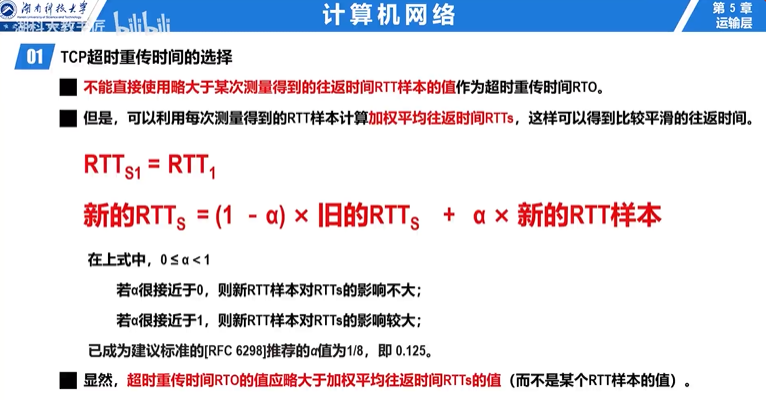 湖南科技大学
湖科大教书匠 bilibili
计算机网络
第 5 章
运输层
01 TCP超时重传时间的选择
不能直接使用略大于某次测量得到的往返时间RTT样本的值作为超时重传时间RTO。
但是，可以利用每次测量得到的RTT样本计算加权平均往返时间RTTs，这样可以得到比较平滑的往返时间。
RTTS1 = RTT1
新的RTTS = (1 - α) × 旧的RTTS + α × 新的RTT样本
在上式中，0 ≤ α < 1
若α很接近于0，则新RTT样本对RTTs的影响不大；
若α很接近于1，则新RTT样本对RTTs的影响较大；
已成为建议标准的[RFC 6298]推荐的α值为1/8，即 0.125。
显然，超时重传时间RTO的值应略大于加权平均往返时间RTTs的值（而不是某个RTT样本的值）。